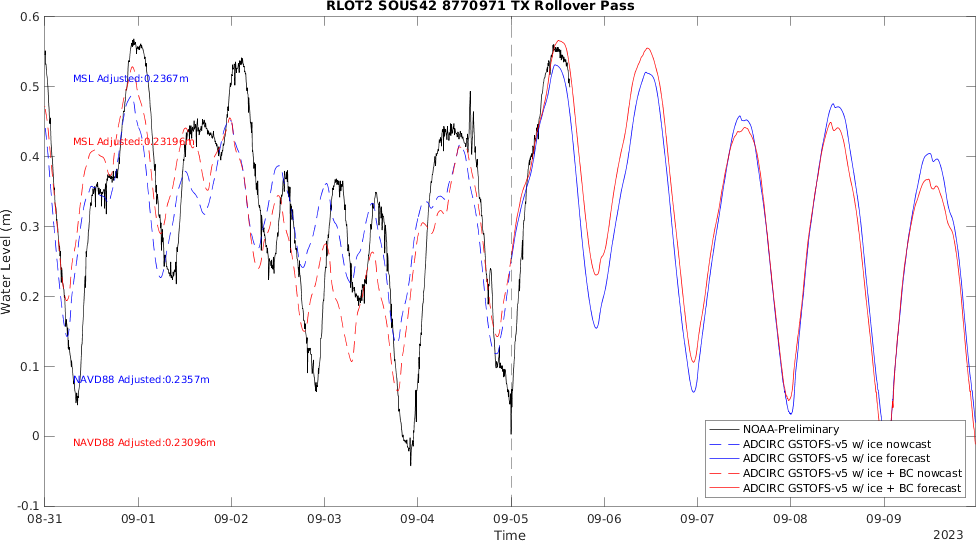 RLOT2 SOUS42 8770971 TX Rollover Pass
0.6
0.5
0.4
0.3
0.2
0.1
0
-0.1
Water Level (m)
MSL Adjusted:0.2367m
MSL Adjusted:0.23196m
NAVD88 Adjusted:0.2357m
NAVD88 Adjusted:0.23096m
NOAA-Preliminary
ADCIRC GSTOFS-v5 w/ ice nowcast
ADCIRC GSTOFS-v5 w/ ice forecast
ADCIRC GSTOFS-v5 w/ ice + BC nowcast
ADCIRC GSTOFS-v5 w/ ice + BC forecast
08-31 09-01 09-02 09-03 09-04 09-05 09-06 09-07 09-08 09-09
Time
2023